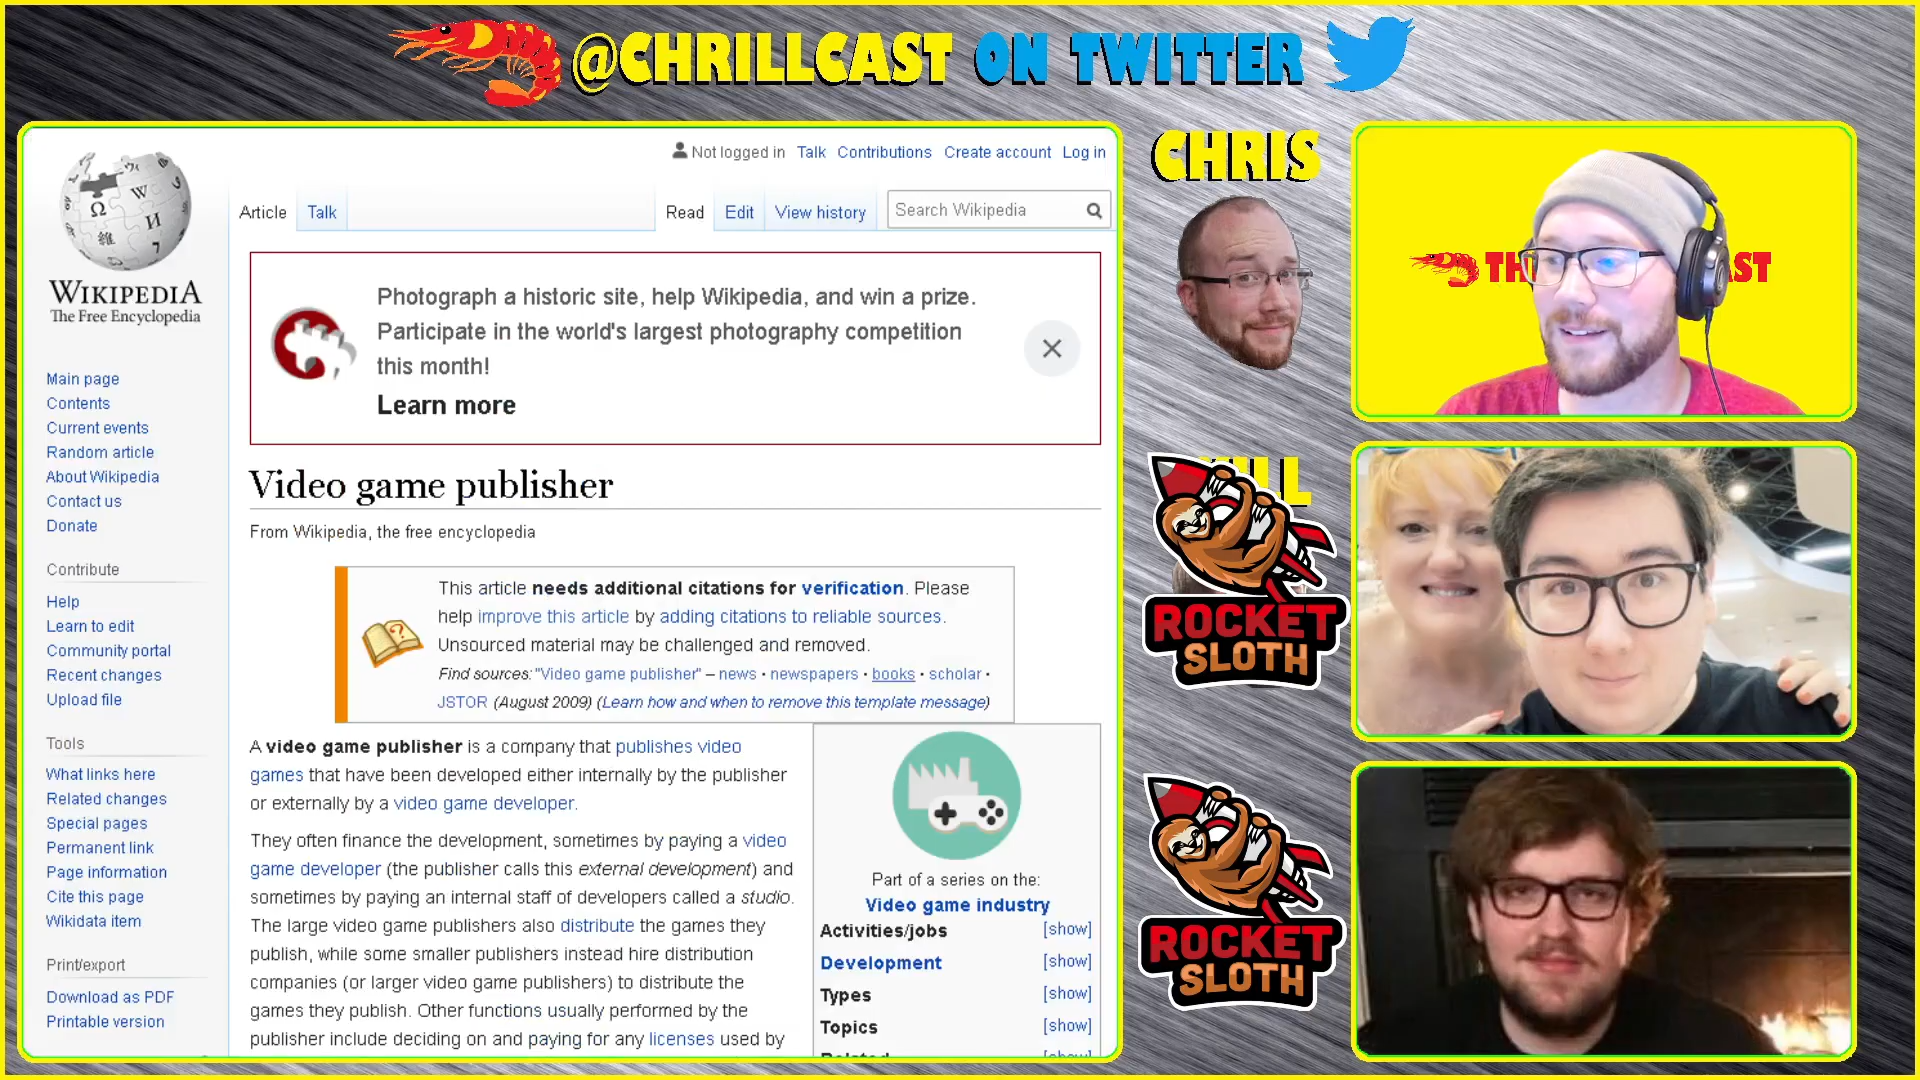 @CHRILLCAST ON TWITTER
Not logged in Talk Contributions Create account Log in
Article Talk Read Edit View history Search Wikipedia
WIKIPEDIA
The Free Encyclopedia
Main page
Contents
Current events
Random article
About Wikipedia
Contact us
Donate
Contribute
Help
Learn to edit
Community portal
Recent changes
Upload file
Tools
What links here
Related changes
Special pages
Permanent link
Page information
Cite this page
Wikidata item
Print/export
Download as PDF
Printable version
Photograph a historic site, help Wikipedia, and win a prize.
Participate in the world's largest photography competition
this month!
Learn more
Video game publisher
From Wikipedia, the free encyclopedia
This article needs additional citations for verification. Please
help improve this article by adding citations to reliable sources.
Unsourced material may be challenged and removed.
Find sources: "Video game publisher" – news · newspapers · books · scholar ·
JSTOR (August 2009) (Learn how and when to remove this template message)
A video game publisher is a company that publishes video
games that have been developed either internally by the publisher
or externally by a video game developer.
They often finance the development, sometimes by paying a video
game developer (the publisher calls this external development) and
sometimes by paying an internal staff of developers called a studio.
The large video game publishers also distribute the games they
publish, while some smaller publishers instead hire distribution
companies (or larger video game publishers) to distribute the
games they publish. Other functions usually performed by the
publisher include deciding on and paying for any licenses used by
Part of a series on the:
Video game industry
Activities/jobs [show]
Development [show]
Types [show]
Topics [show]
CHRIS
ROCKET
SLOTH
ROCKET
SLOTH